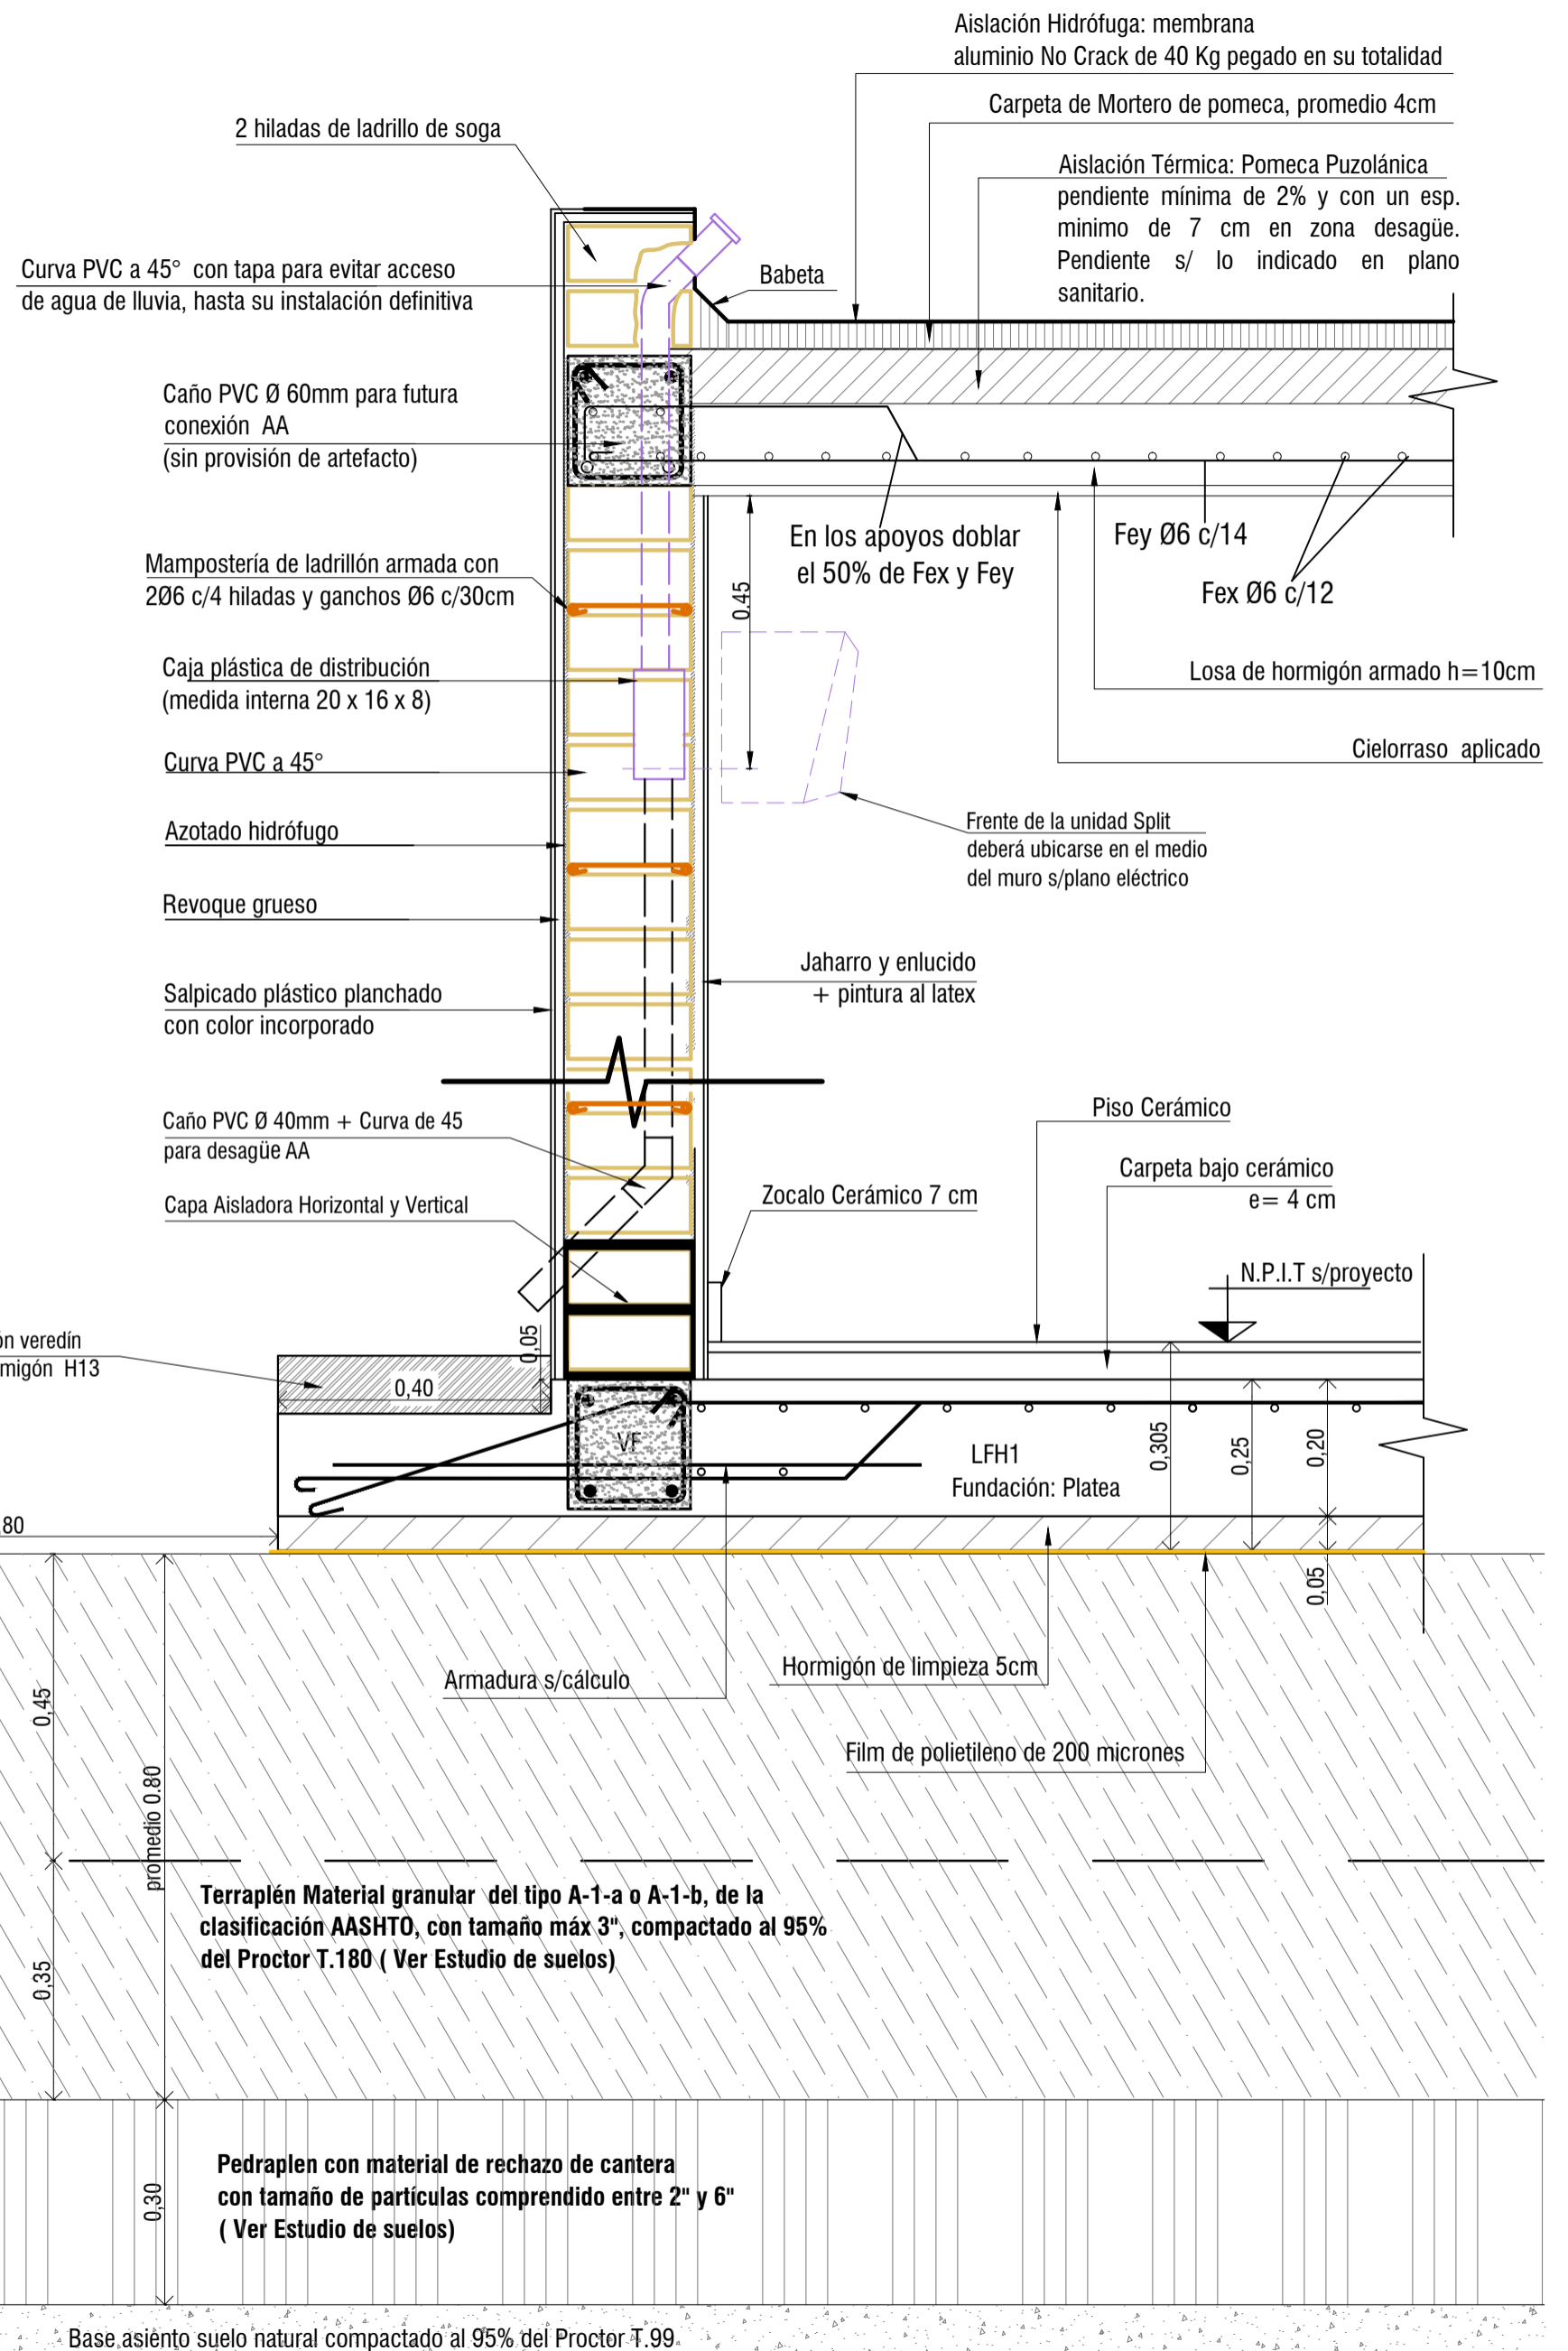 Aislación Hidrófuga: membrana
aluminio No Crack de 40 Kg pegado en su totalidad
Carpeta de Mortero de pomeca, promedio 4cm
Aislación Térmica: Pomeca Puzolánica
pendiente mínima de 2% y con un esp.
minimo de 7 cm en zona desagüe.
Pendiente s/ lo indicado en plano
sanitario.
2 hiladas de ladrillo de soga
Curva PVC a 45° con tapa para evitar acceso
de agua de lluvia, hasta su instalación definitiva
Babeta
Caño PVC Ø 60mm para futura
conexión AA
(sin provisión de artefacto)
En los apoyos doblar
el 50% de Fex y Fey
Fey Ø6 c/14
Fex Ø6 c/12
Mampostería de ladrillón armada con
2Ø6 c/4 hiladas y ganchos Ø6 c/30cm
0.45
Losa de hormigón armado h=10cm
Caja plástica de distribución
(medida interna 20 x 16 x 8)
Cielorraso aplicado
Curva PVC a 45°
Azotado hidrófugo
Frente de la unidad Split
deberá ubicarse en el medio
del muro s/plano eléctrico
Revoque grueso
Jaharro y enlucido
+ pintura al latex
Salpicado plástico planchado
con color incorporado
Caño PVC Ø 40mm + Curva de 45
para desagüe AA
Piso Cerámico
Carpeta bajo cerámico
e= 4 cm
Capa Aisladora Horizontal y Vertical
Zocalo Cerámico 7 cm
N.P.I.T s/proyecto
ón veredín
migón H13
0,05
0,40
VF
LFH1
Fundación: Platea
0,305
0,25
0,20
,80
0,05
Armadura s/cálculo
Hormigón de limpieza 5cm
Film de polietileno de 200 micrones
0,45
promedio 0.80
0,35
Terraplén Material granular del tipo A-1-a o A-1-b, de la
clasificación AASHTO, con tamaño máx 3", compactado al 95%
del Proctor T.180 ( Ver Estudio de suelos)
0,30
Pedraplen con material de rechazo de cantera
con tamaño de partículas comprendido entre 2" y 6"
( Ver Estudio de suelos)
Base asiento suelo natural compactado al 95% del Proctor T.99